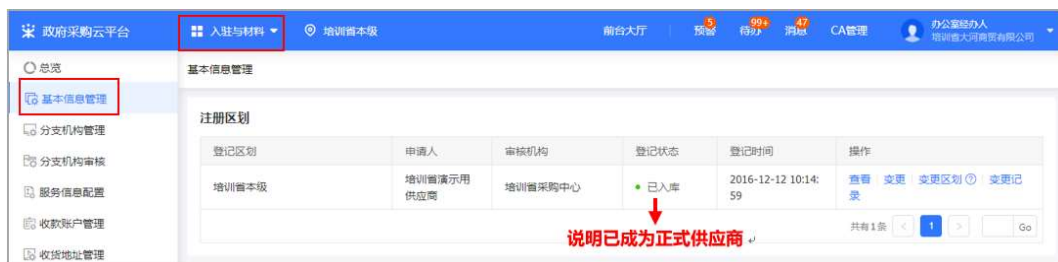 政府采购云平台 入驻与材料 培训省本级 前台大厅 预警 5 待办 99+ 消息 47 CA管理 办公室经办人
培训省大河商贸有限公司
总览 基本信息管理
基本信息管理
分支机构管理 注册区划
登记区划 申请人 审核机构 登记状态 登记时间 操作
分支机构审核
服务信息配置 培训省本级 培训省演示用供应商 培训省采购中心 已入库 2016-12-12 10:14:59 查看 变更 变更区划 变更记录
收款账户管理 共有1条 < 1 > Go
说明已成为正式供应商
收货地址管理